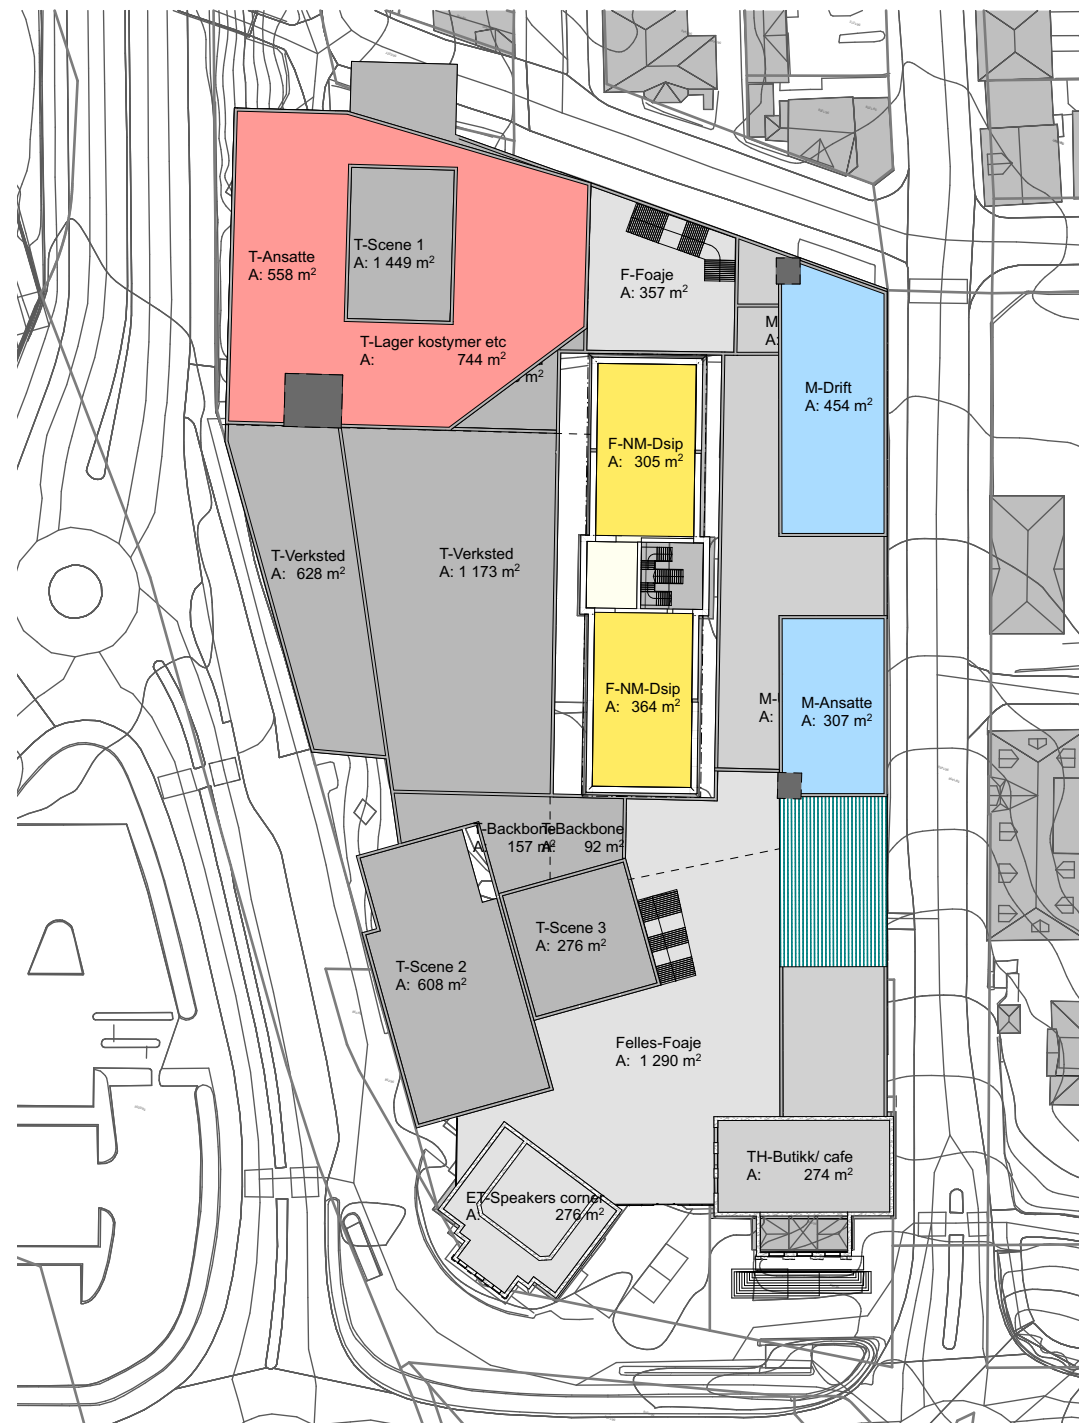 T-Scene 1
A: 1 449 m²
T-Ansatte
A: 558 m²
F-Foaje
A: 357 m²
T-Lager kostymer etc
A: 744 m²
m²
M
A:
M-Drift
A: 454 m²
F-NM-Dsip
A: 305 m²
T-Verksted
A: 628 m²
T-Verksted
A: 1 173 m²
F-NM-Dsip
A: 364 m²
M-
A:
M-Ansatte
A: 307 m²
T-Backbone
A: 157 m²
T-Backbone
A: 92 m²
T-Scene 3
A: 276 m²
T-Scene 2
A: 608 m²
Felles-Foaje
A: 1 290 m²
TH-Butikk/ cafe
A: 274 m²
ET-Speakers corner
A: 276 m²